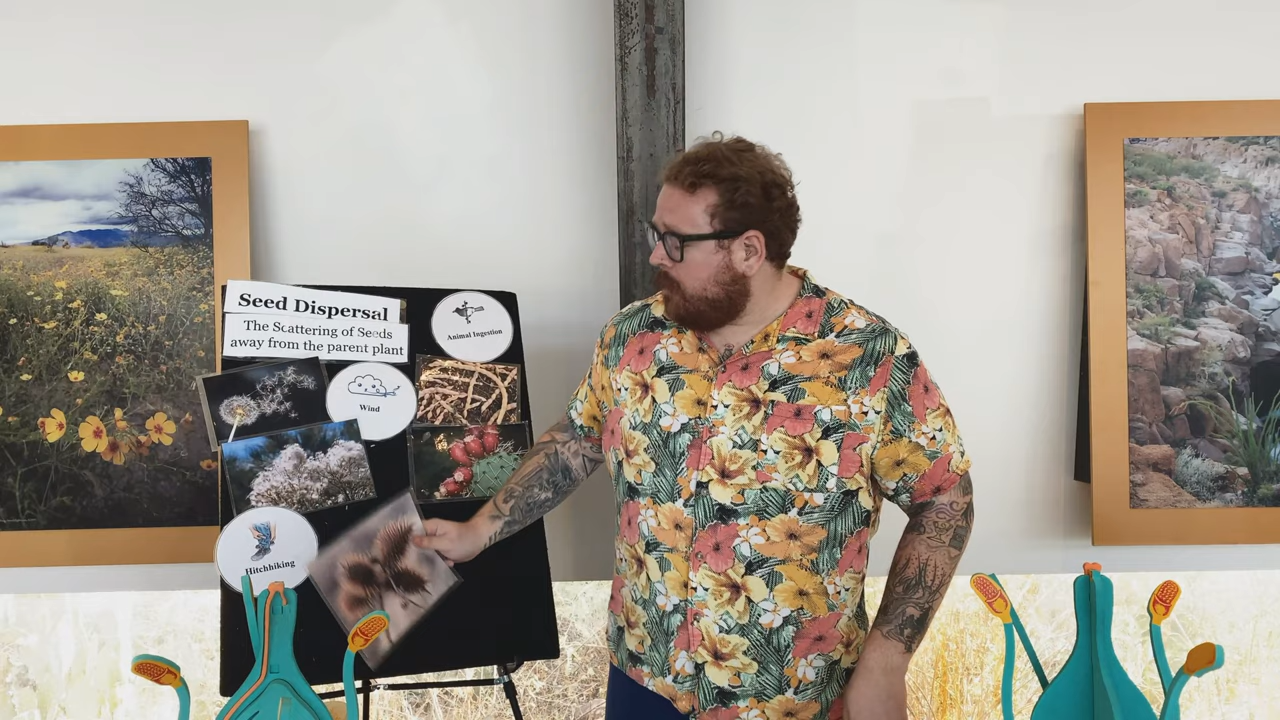 Seed Dispersal
The Scattering of Seeds
away from the parent plant
Animal Ingestion
Wind
Hitchhiking